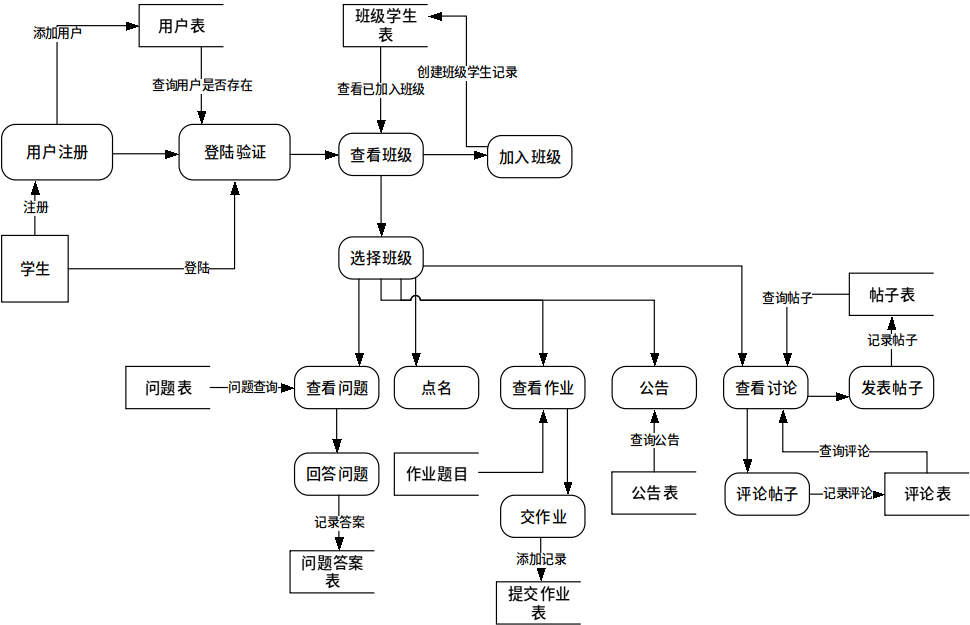 添加用户
用户表
班级学生
表
查询用户是否存在
查看已加入班级
创建班级学生记录
用户注册
登陆验证
查看班级
加入班级
注册
学生
登陆
选择班级
查询帖子
帖子表
记录帖子
问题表
问题查询
查看问题
点名
查看作业
公告
查看讨论
发表帖子
查询公告
查询评论
回答问题
作业题目
公告表
评论帖子
记录评论
评论表
记录答案
交作业
问题答案
表
添加记录
提交作业
表